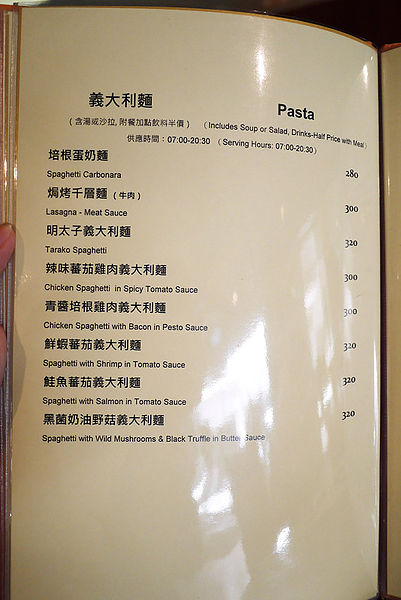 義大利麵 Pasta
(含湯或沙拉, 附餐加點飲料半價) (Includes Soup or Salad, Drinks-Half Price with Meal)
供應時間：07:00-20:30 (Serving Hours: 07:00-20:30)
培根蛋奶麵
Spaghetti Carbonara 280
焗烤千層麵 (牛肉)
Lasagna - Meat Sauce 300
明太子義大利麵
Tarako Spaghetti 320
辣味蕃茄雞肉義大利麵
Chicken Spaghetti in Spicy Tomato Sauce 300
青醬培根雞肉義大利麵
Chicken Spaghetti with Bacon in Pesto Sauce 300
鮮蝦蕃茄義大利麵
Spaghetti with Shrimp in Tomato Sauce 320
鮭魚蕃茄義大利麵
Spaghetti with Salmon in Tomato Sauce 320
黑菌奶油野菇義大利麵
Spaghetti with Wild Mushrooms & Black Truffle in Butter Sauce 320